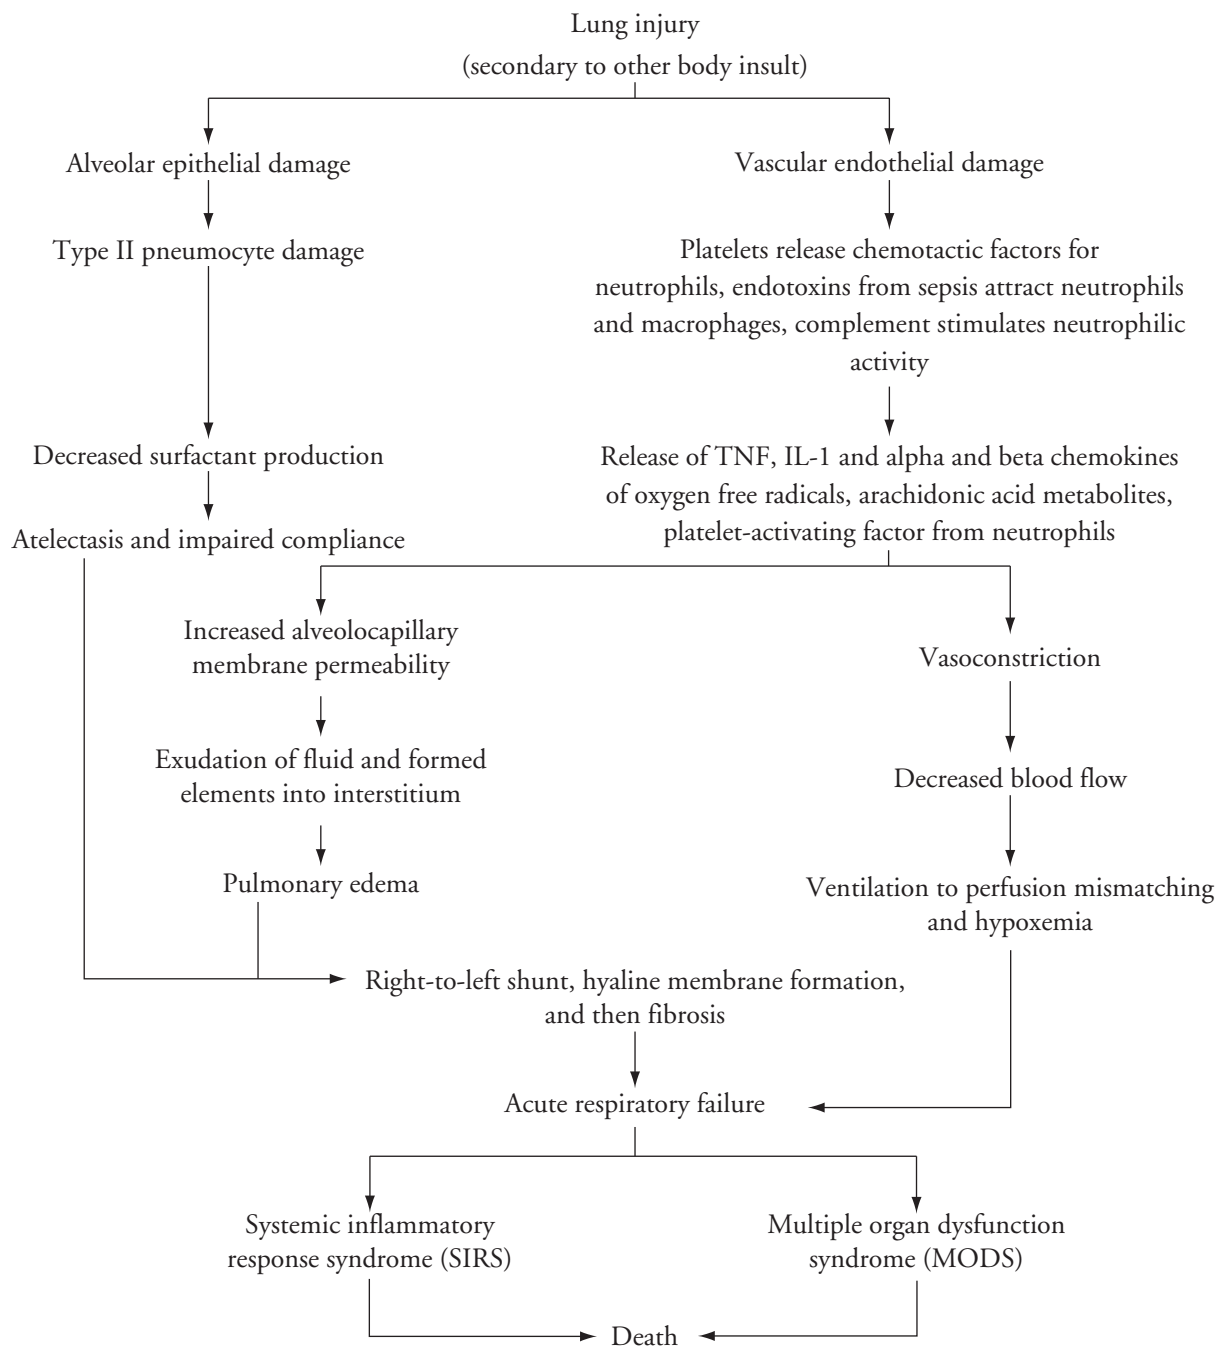 Lung injury
(secondary to other body insult)
Alveolar epithelial damage
Vascular endothelial damage
Type II pneumocyte damage
Platelets release chemotactic factors for
neutrophils, endotoxins from sepsis attract neutrophils
and macrophages, complement stimulates neutrophilic
activity
Decreased surfactant production
Release of TNF, IL-1 and alpha and beta chemokines
of oxygen free radicals, arachidonic acid metabolites,
platelet-activating factor from neutrophils
Atelectasis and impaired compliance
Increased alveolocapillary
membrane permeability
Vasoconstriction
Exudation of fluid and formed
elements into interstitium
Decreased blood flow
Pulmonary edema
Ventilation to perfusion mismatching
and hypoxemia
Right-to-left shunt, hyaline membrane formation,
and then fibrosis
Acute respiratory failure
Systemic inflammatory
response syndrome (SIRS)
Multiple organ dysfunction
syndrome (MODS)
Death